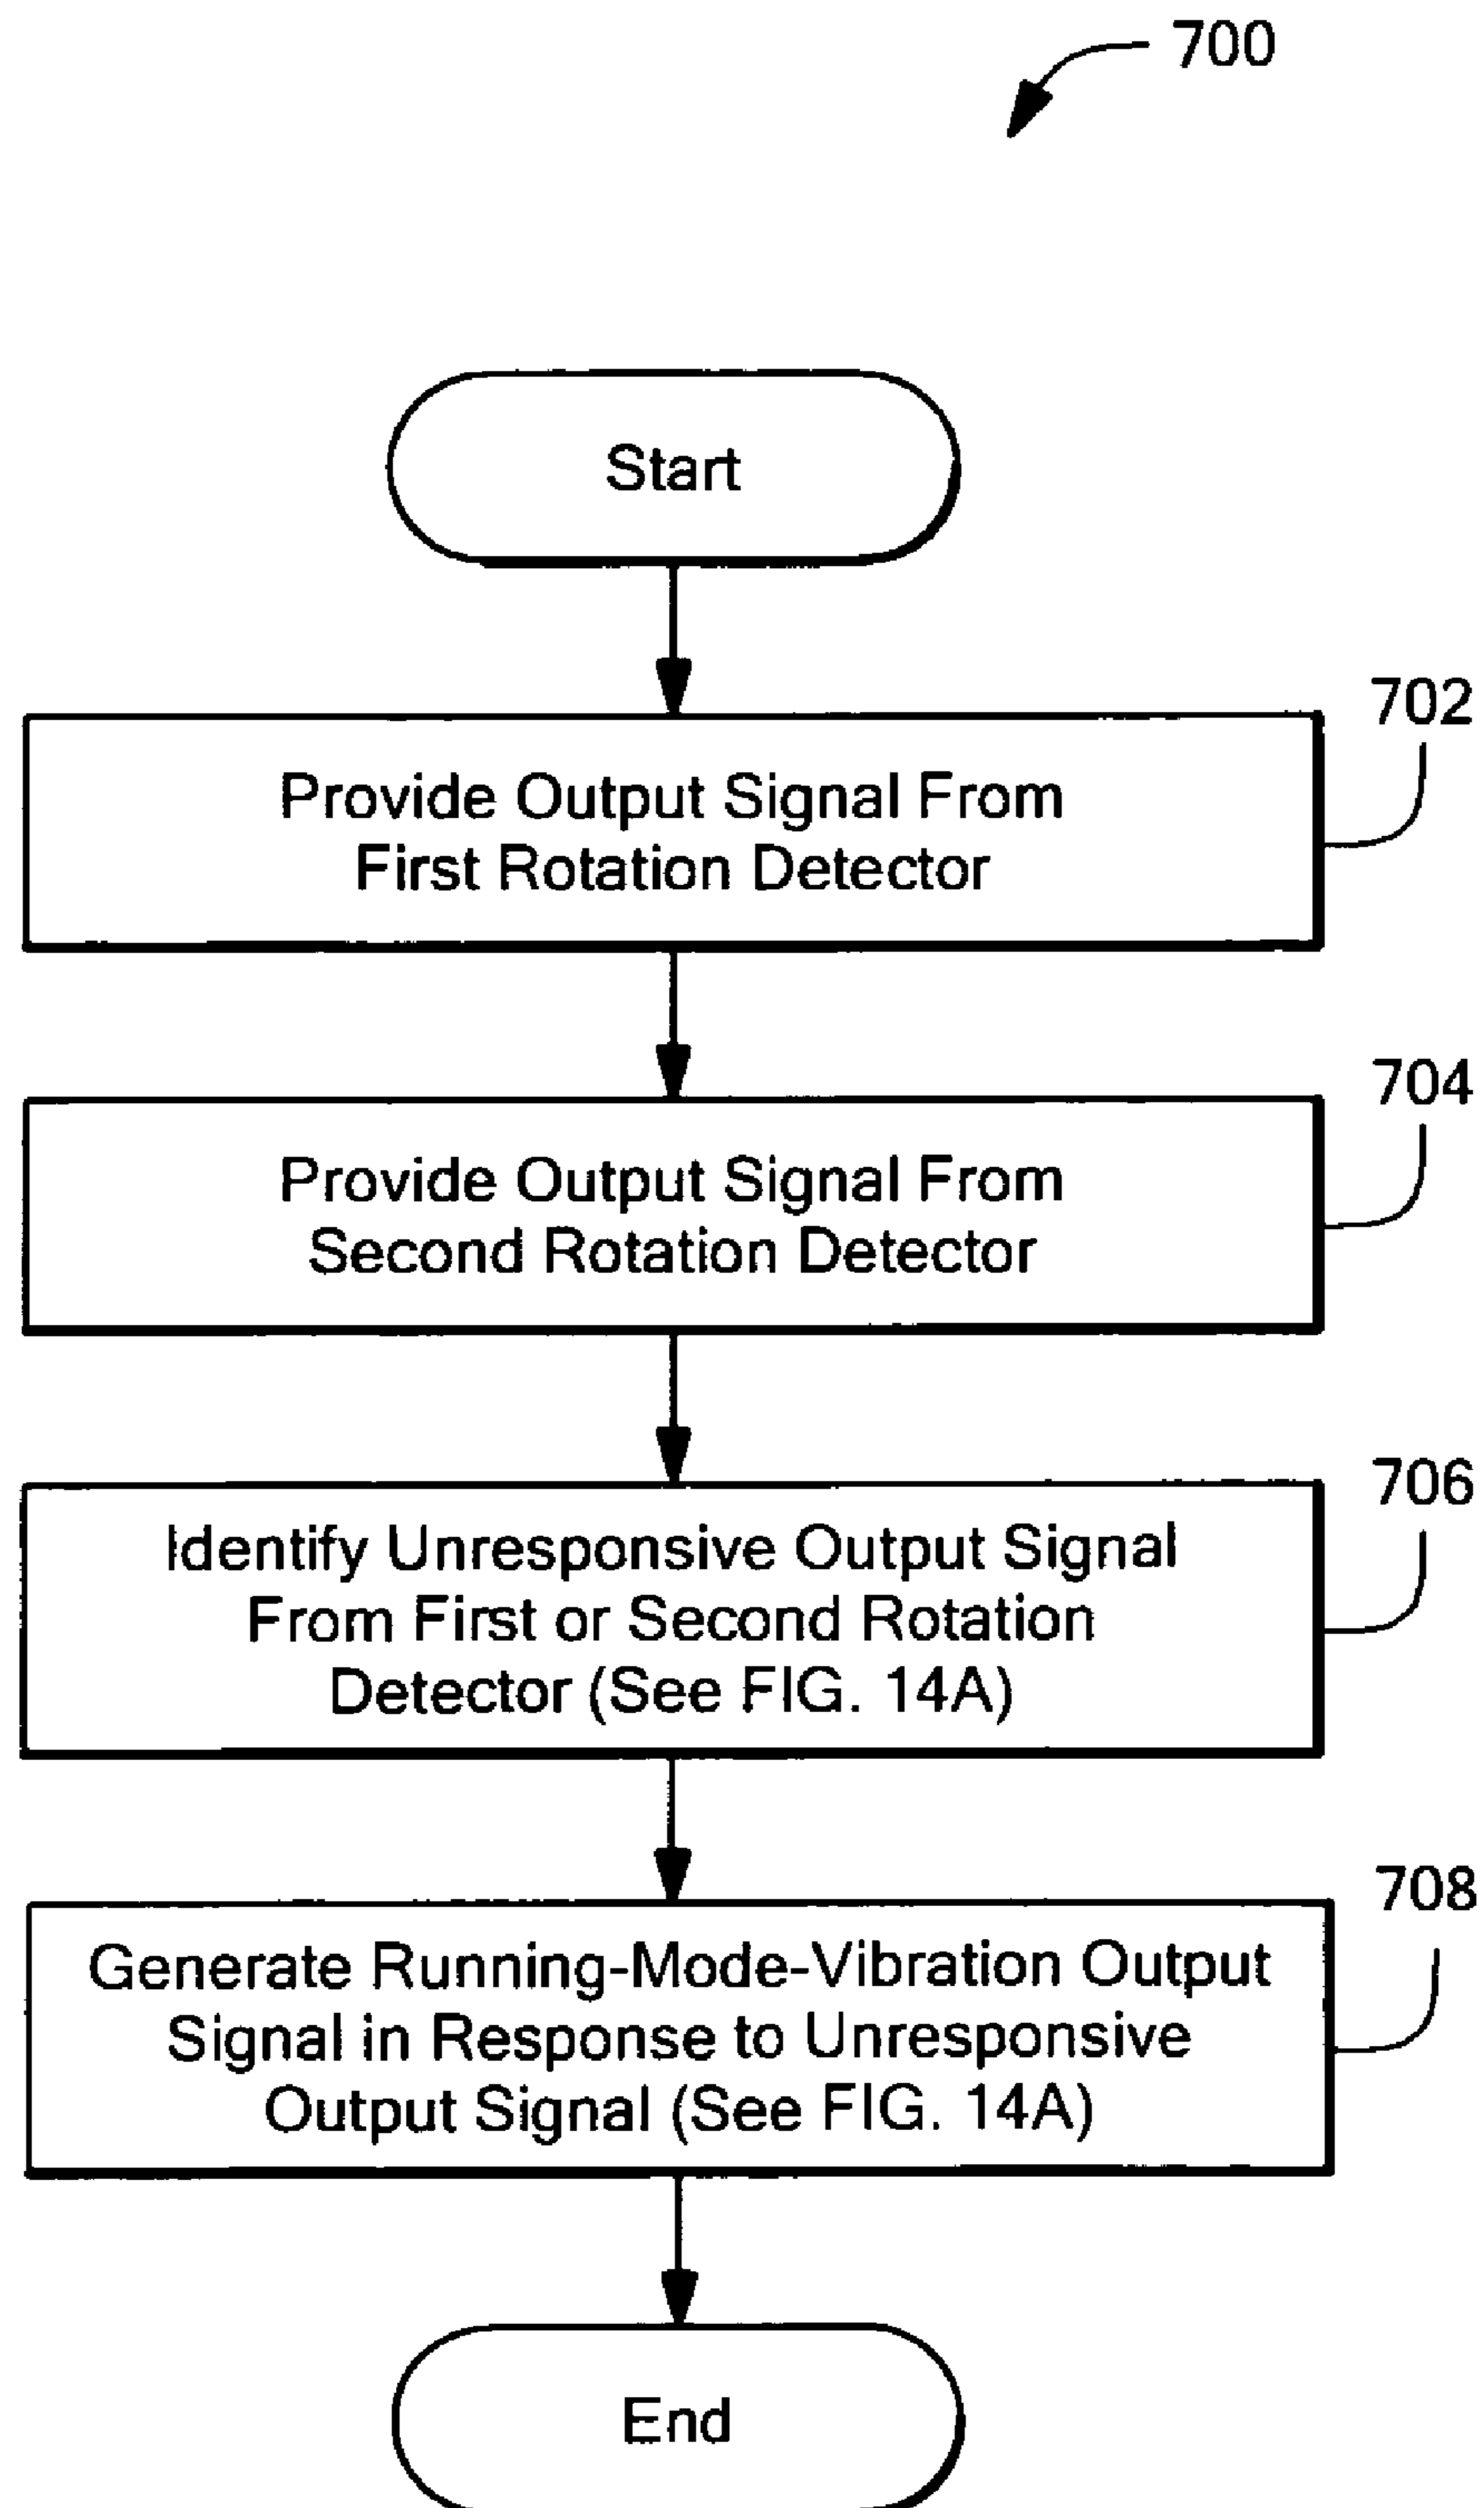 700
Start
702
Provide Output Signal From
First Rotation Detector
704
Provide Output Signal From
Second Rotation Detector
706
Identify Unresponsive Output Signal
From First or Second Rotation
Detector (See FIG. 14A)
708
Generate Running-Mode-Vibration Output
Signal in Response to Unresponsive
Output Signal (See FIG. 14A)
End